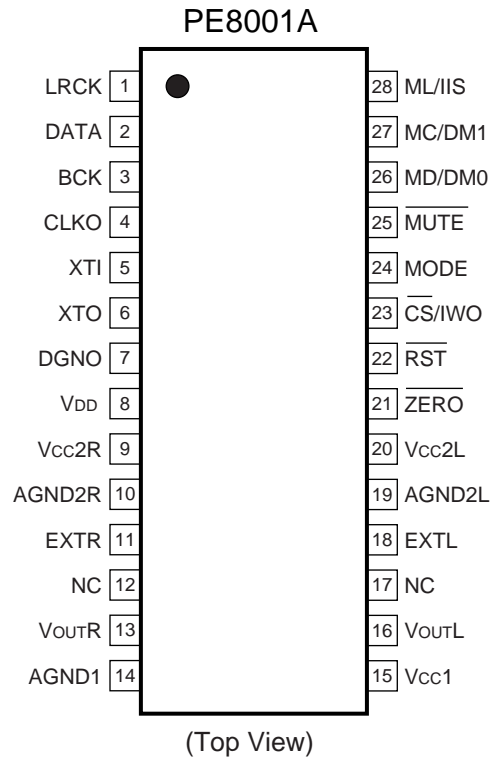 PE8001A
LRCK 1
DATA 2
BCK 3
CLKO 4
XTI 5
XTO 6
DGNO 7
VDD 8
VCC2R 9
AGND2R 10
EXTR 11
NC 12
VOUTR 13
AGND1 14
28 ML/IIS
27 MC/DM1
26 MD/DM0
25 MUTE
24 MODE
23 CS/IWO
22 RST
21 ZERO
20 VCC2L
19 AGND2L
18 EXTL
17 NC
16 VOUTL
15 VCC1
(Top View)